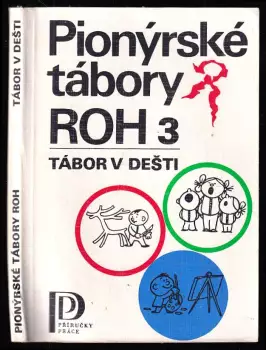 Pionýrské
tábory
ROH 3
TÁBOR V DEŠTI
P
PŘÍRUČKY
PRÁCE
PIONÝRSKÉ TÁBORY ROH
TÁBOR V DEŠTI